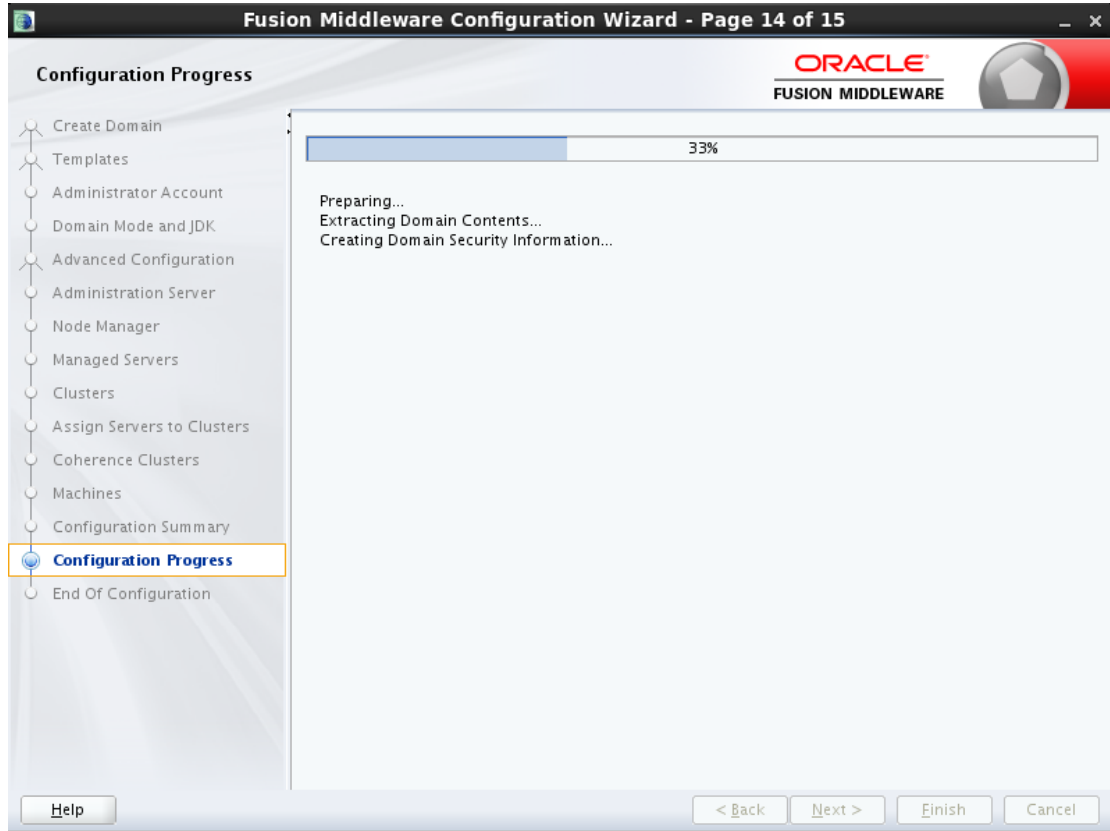 Fusion Middleware Configuration Wizard - Page 14 of 15
Configuration Progress
ORACLE
FUSION MIDDLEWARE
Create Domain
Templates
Administrator Account
Domain Mode and JDK
Advanced Configuration
Administration Server
Node Manager
Managed Servers
Clusters
Assign Servers to Clusters
Coherence Clusters
Machines
Configuration Summary
Configuration Progress
End Of Configuration
33%
Preparing...
Extracting Domain Contents...
Creating Domain Security Information...
Help
< Back
Next >
Finish
Cancel